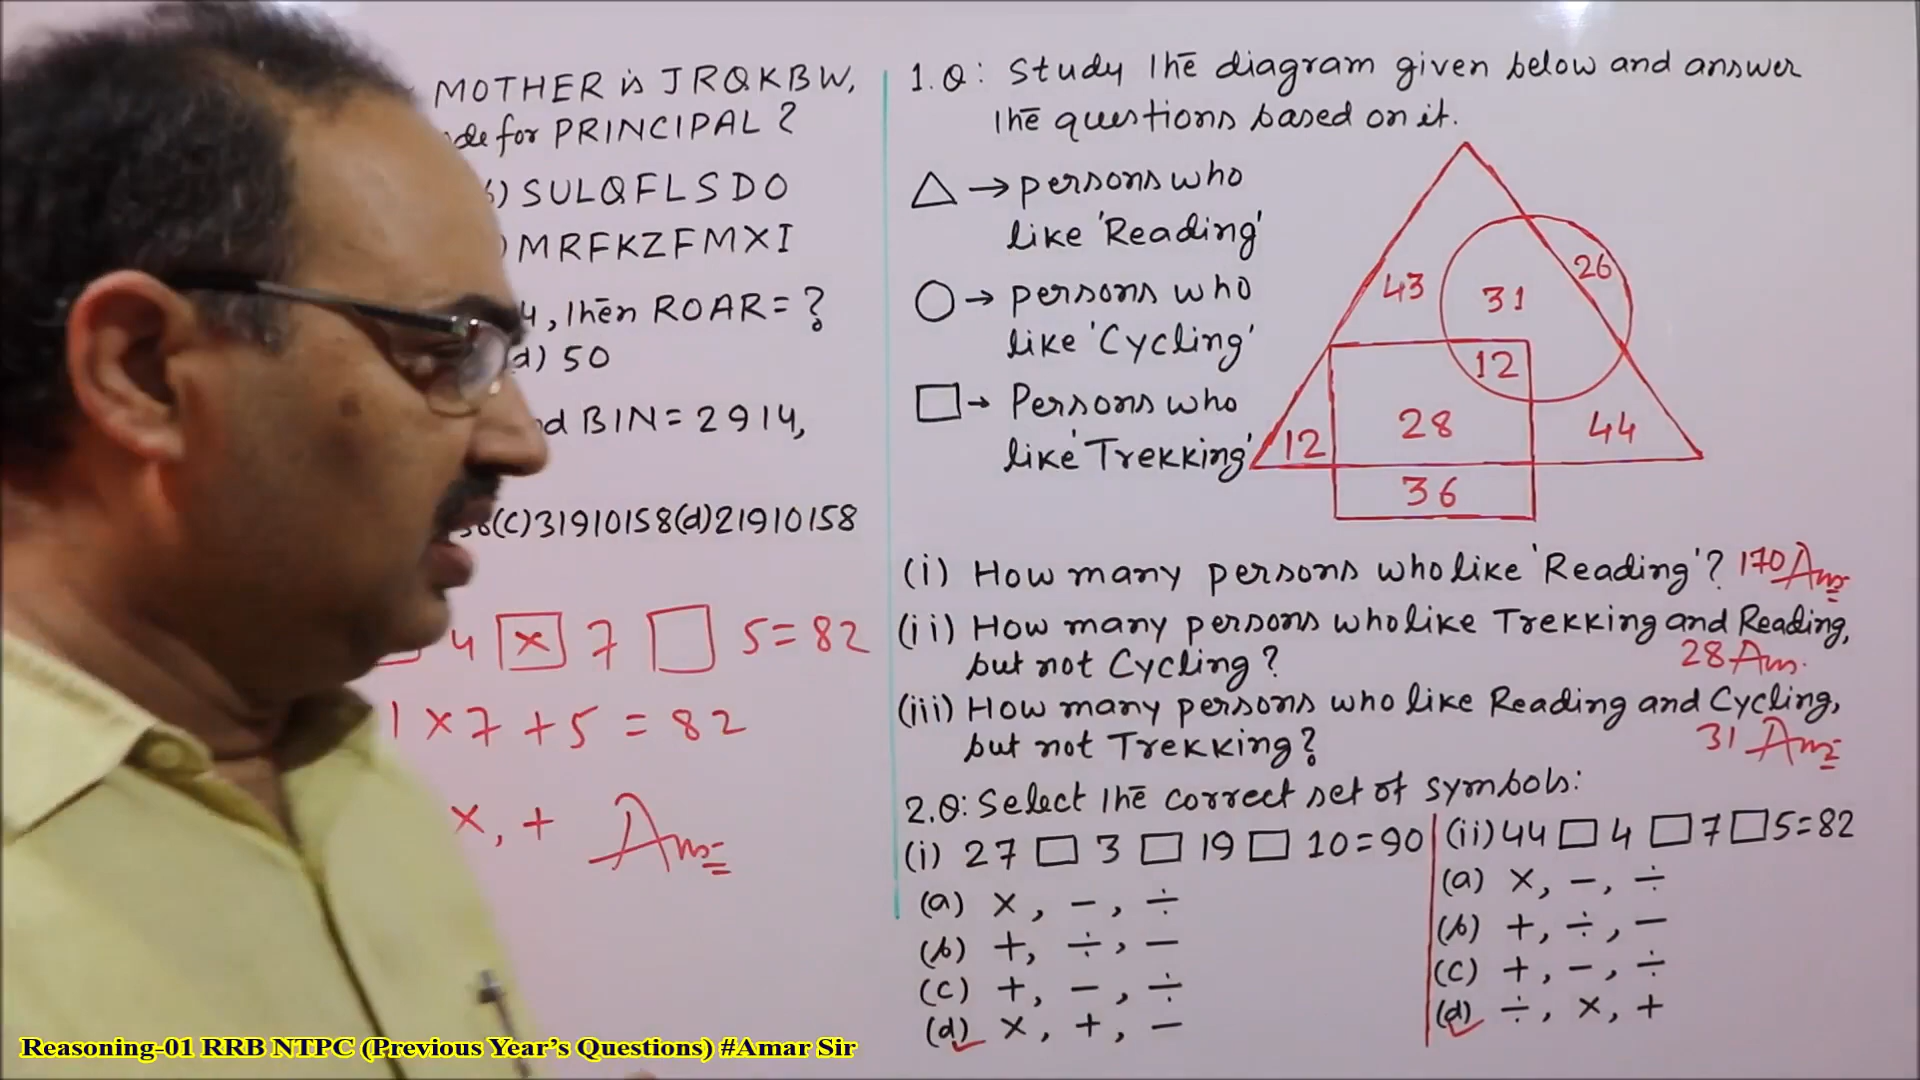 MOTHER is JRQKBW,
de for PRINCIPAL ?
b) SULQFLSDO
) MRFKZFMXI
4, Then ROAR = ?
d) 50
d BIN = 2914,
(C) 31910158 (d) 21910158
4 × 7 5 = 82
1 × 7 + 5 = 82
×, + Ans
1.Q: Study The diagram given below and answer
The questions based on it.
△ → persons who
like 'Reading'
○ → persons who
like 'Cycling'
□ → Persons who
like 'Trekking'
26
43 31
12
28 44
12
36
(i) How many persons who like 'Reading'? 170 Ans
(ii) How many persons who like Trekking and Reading,
but not Cycling ? 28 Ans.
(iii) How many persons who like Reading and Cycling,
but not Trekking? 31 Ans
2.Q: Select The correct set of symbols:
(i) 27 □ 3 □ 19 □ 10 = 90
(a) ×, −, ÷
(b) +, ÷, −
(c) +, −, ÷
(d) ×, +, −
(ii) 44 □ 4 □ 7 □ 5 = 82
(a) ×, −, ÷
(b) +, ÷, −
(c) +, −, ÷
(d) ÷, ×, +
Reasoning-01 RRB NTPC (Previous Year’s Questions) #Amar Sir